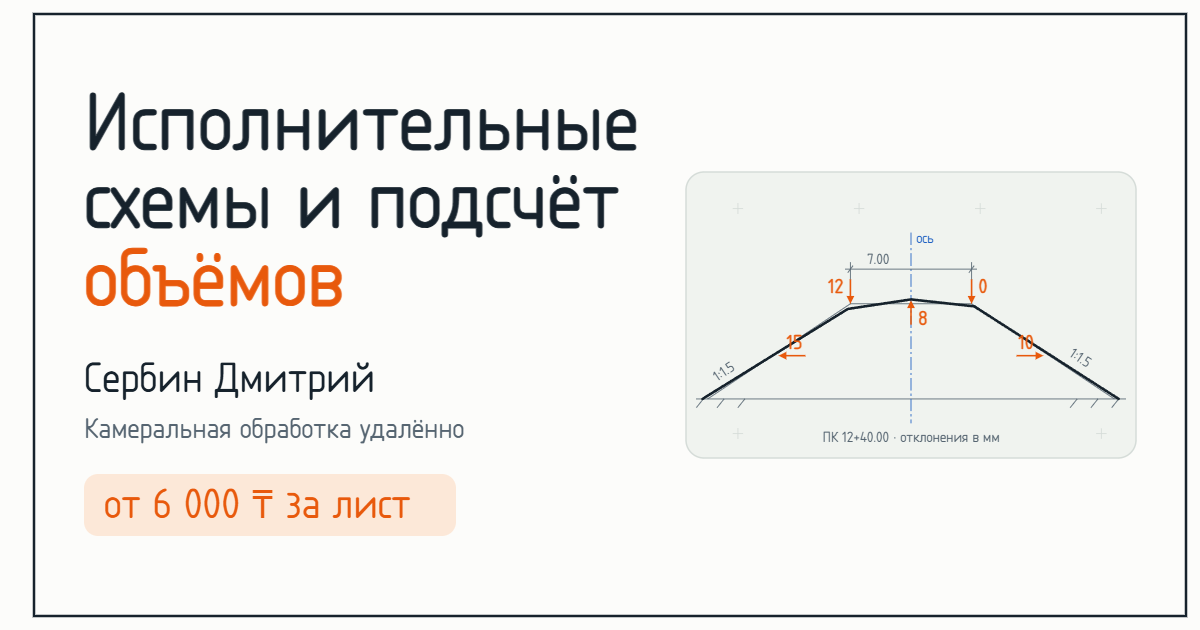 Исполнительные
схемы и подсчёт
объёмов
Сербин Дмитрий
Камеральная обработка удалённо
от 6 000 ₸ за лист
ось
7.00
12
0
8
15
10
1:1.5
1:1.5
ПК 12+40.00 · отклонения в мм